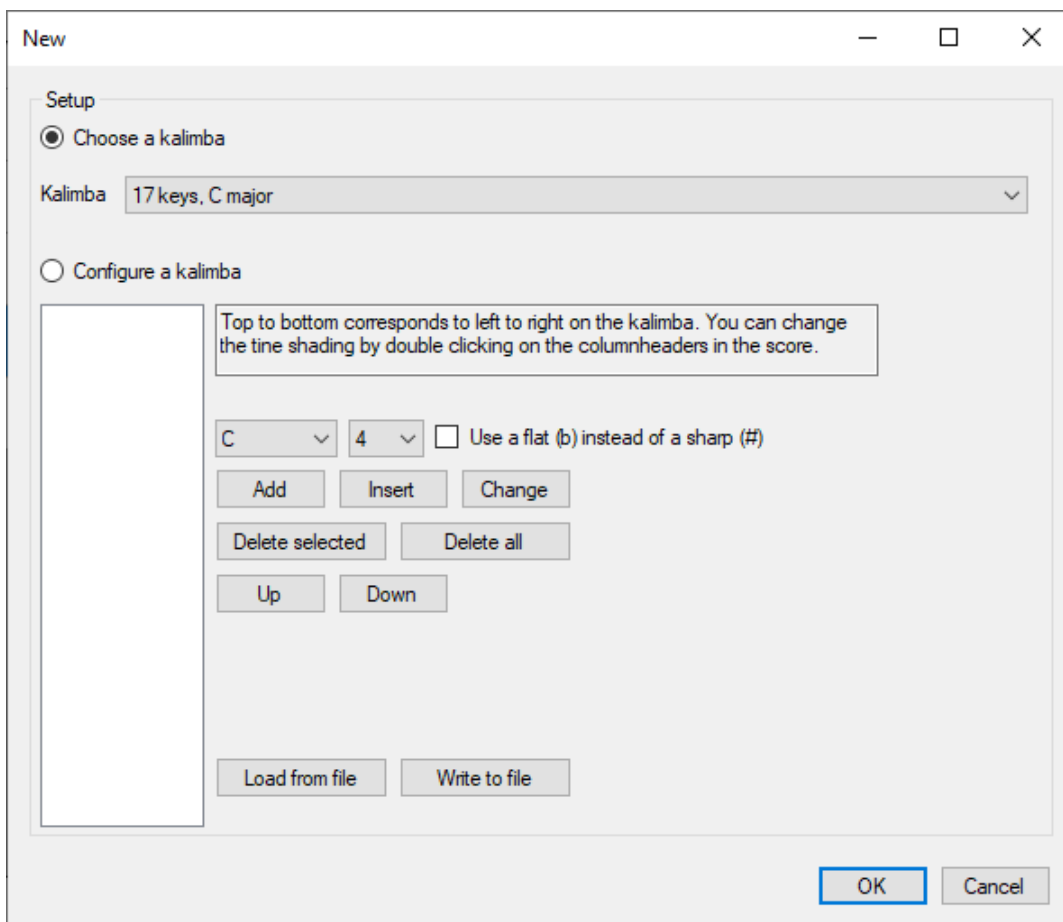 New
Setup
Choose a kalimba
Kalimba 17 keys, C major
Configure a kalimba
Top to bottom corresponds to left to right on the kalimba. You can change
the tine shading by double clicking on the columnheaders in the score.
C 4 Use a flat (b) instead of a sharp (#)
Add Insert Change
Delete selected Delete all
Up Down
Load from file Write to file
OK Cancel